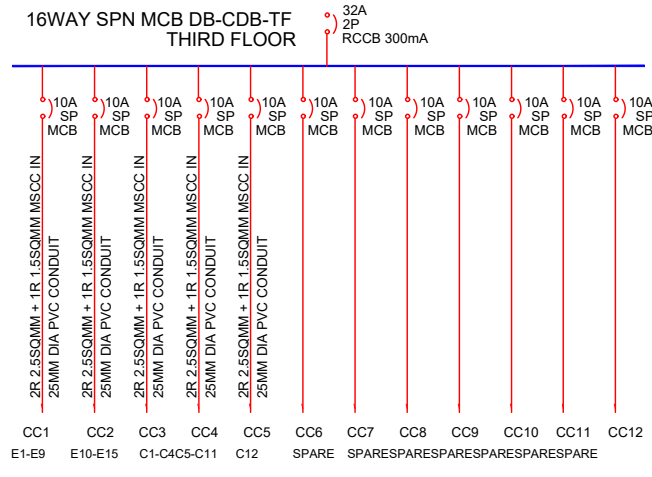 16WAY SPN MCB DB-CDB-TF
THIRD FLOOR
32A
2P
RCCB 300mA
10A
SP
MCB
10A
SP
MCB
10A
SP
MCB
10A
SP
MCB
10A
SP
MCB
10A
SP
MCB
10A
SP
MCB
10A
SP
MCB
10A
SP
MCB
10A
SP
MCB
10A
SP
MCB
10A
SP
MCB
2R 2.5SQMM + 1R 1.5SQMM MSCC IN
25MM DIA PVC CONDUIT
2R 2.5SQMM + 1R 1.5SQMM MSCC IN
25MM DIA PVC CONDUIT
2R 2.5SQMM + 1R 1.5SQMM MSCC IN
25MM DIA PVC CONDUIT
2R 2.5SQMM + 1R 1.5SQMM MSCC IN
25MM DIA PVC CONDUIT
2R 2.5SQMM + 1R 1.5SQMM MSCC IN
25MM DIA PVC CONDUIT
CC1 CC2 CC3 CC4 CC5 CC6 CC7 CC8 CC9 CC10 CC11 CC12
E1-E9 E10-E15 C1-C4C5-C11 C12 SPARE SPARESPARESPARESPARESPARE